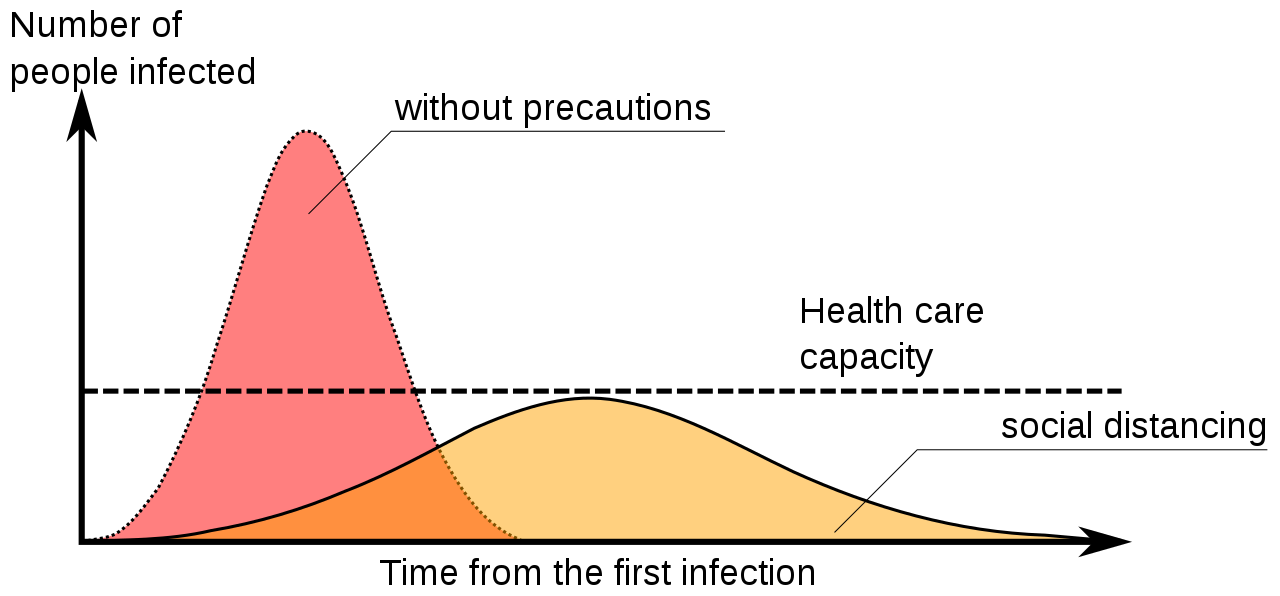 Number of
people infected
without precautions
Health care
capacity
social distancing
Time from the first infection